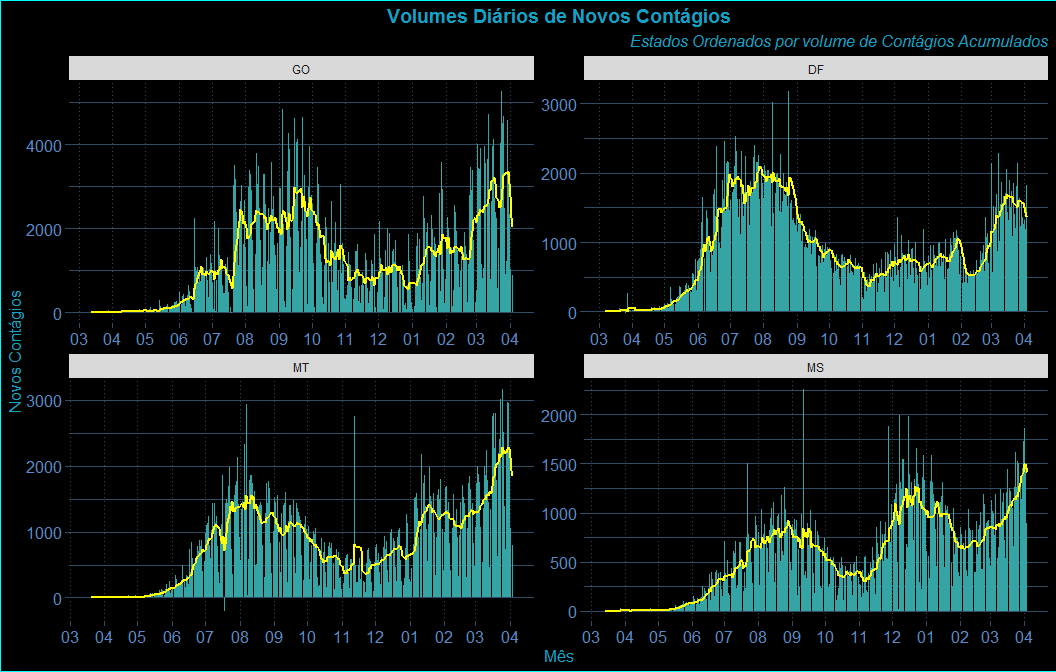 Volumes Diários de Novos Contágios
Estados Ordenados por volume de Contágios Acumulados
Novos Contágios
GO
4000
2000
0
03 04 05 06 07 08 09 10 11 12 01 02 03 04
DF
3000
2000
1000
0
03 04 05 06 07 08 09 10 11 12 01 02 03 04
MT
3000
2000
1000
0
03 04 05 06 07 08 09 10 11 12 01 02 03 04
MS
2000
1500
1000
500
0
03 04 05 06 07 08 09 10 11 12 01 02 03 04
Mês